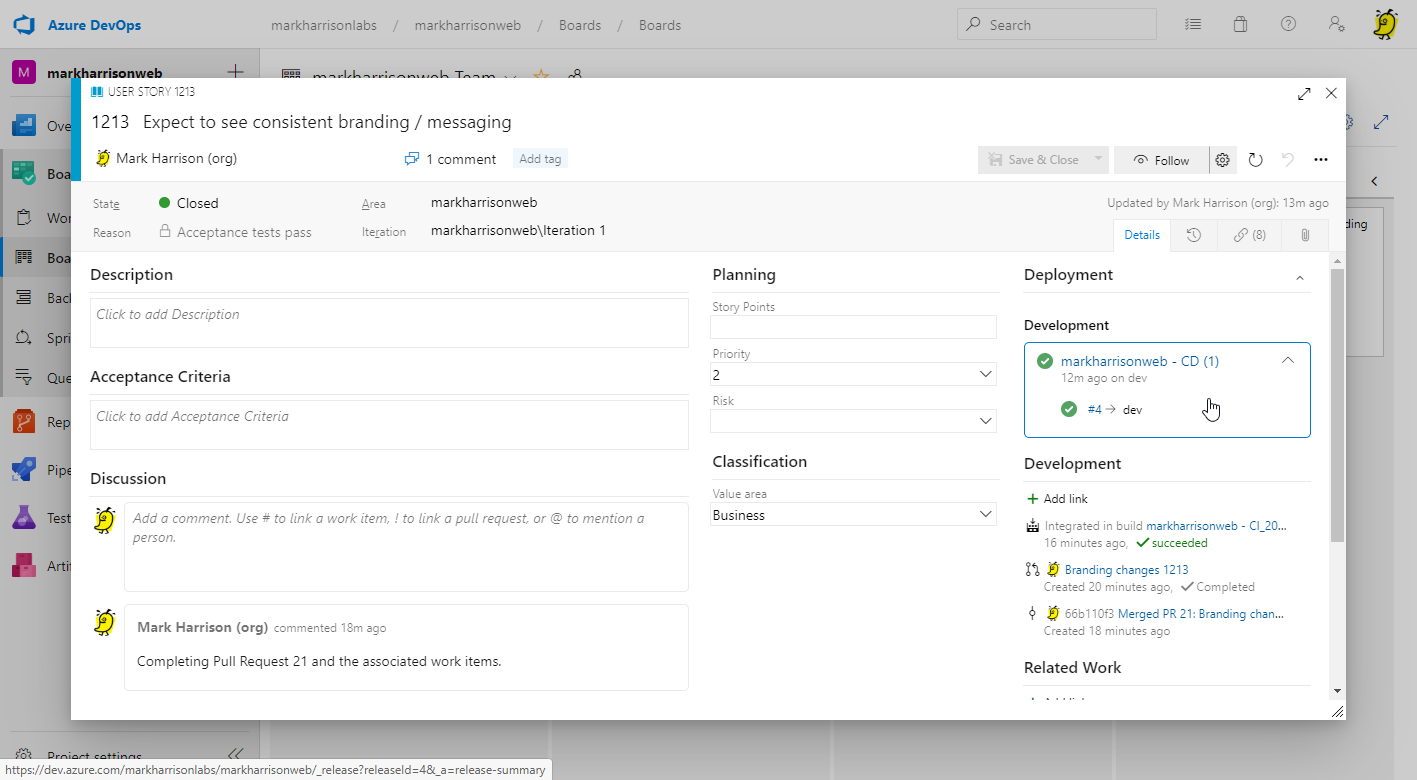 Azure DevOps
markharrisonlabs / markharrisonweb / Boards / Boards
Search
M markharrisonweb
markharrisonweb Team
USER STORY 1213
1213 Expect to see consistent branding / messaging
Mark Harrison (org)
1 comment
Add tag
Save & Close
Follow
State
Closed
Area
markharrisonweb
Updated by Mark Harrison (org): 13m ago
Reason
Acceptance tests pass
Iteration
markharrisonweb\Iteration 1
Details
(8)
Ove
Boa
Wor
Boa
Bac
Spri
Que
Rep
Pipe
Test
Arti
Project settings
ding
Description
Click to add Description
Acceptance Criteria
Click to add Acceptance Criteria
Discussion
Add a comment. Use # to link a work item, ! to link a pull request, or @ to mention a
person.
Mark Harrison (org) commented 18m ago
Completing Pull Request 21 and the associated work items.
Planning
Story Points
Priority
2
Risk
Classification
Value area
Business
Deployment
Development
markharrisonweb - CD (1)
12m ago on dev
#4 → dev
Development
+ Add link
Integrated in build markharrisonweb - CI_20...
16 minutes ago, succeeded
Branding changes 1213
Created 20 minutes ago, Completed
66b110f3 Merged PR 21: Branding chan...
Created 18 minutes ago
Related Work
https://dev.azure.com/markharrisonlabs/markharrisonweb/_release?releaseId=4&_a=release-summary